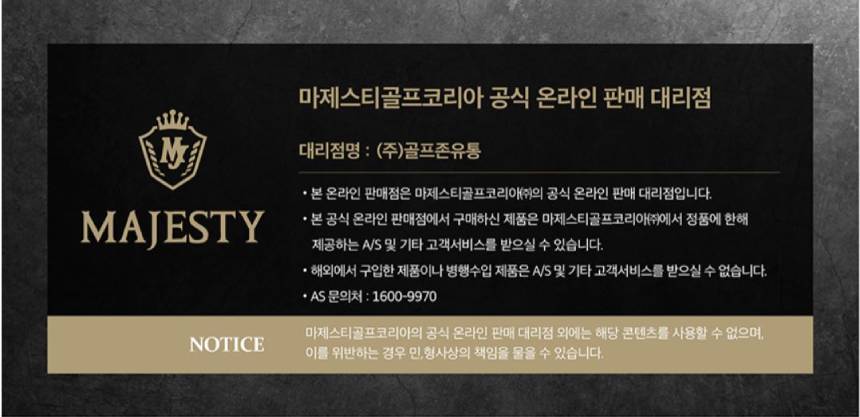 마제스티골프코리아 공식 온라인 판매 대리점
대리점명 : (주)골프존유통
• 본 온라인 판매점은 마제스티골프코리아㈜의 공식 온라인 판매 대리점입니다.
• 본 공식 온라인 판매점에서 구매하신 제품은 마제스티골프코리아㈜에서 정품에 한해
제공하는 A/S 및 기타 고객서비스를 받으실 수 있습니다.
• 해외에서 구입한 제품이나 병행수입 제품은 A/S 및 기타 고객서비스를 받으실 수 없습니다.
• AS 문의처 : 1600-9970
MJ
MAJESTY
NOTICE
마제스티골프코리아의 공식 온라인 판매 대리점 외에는 해당 콘텐츠를 사용할 수 없으며,
이를 위반하는 경우 민,형사상의 책임을 물을 수 있습니다.